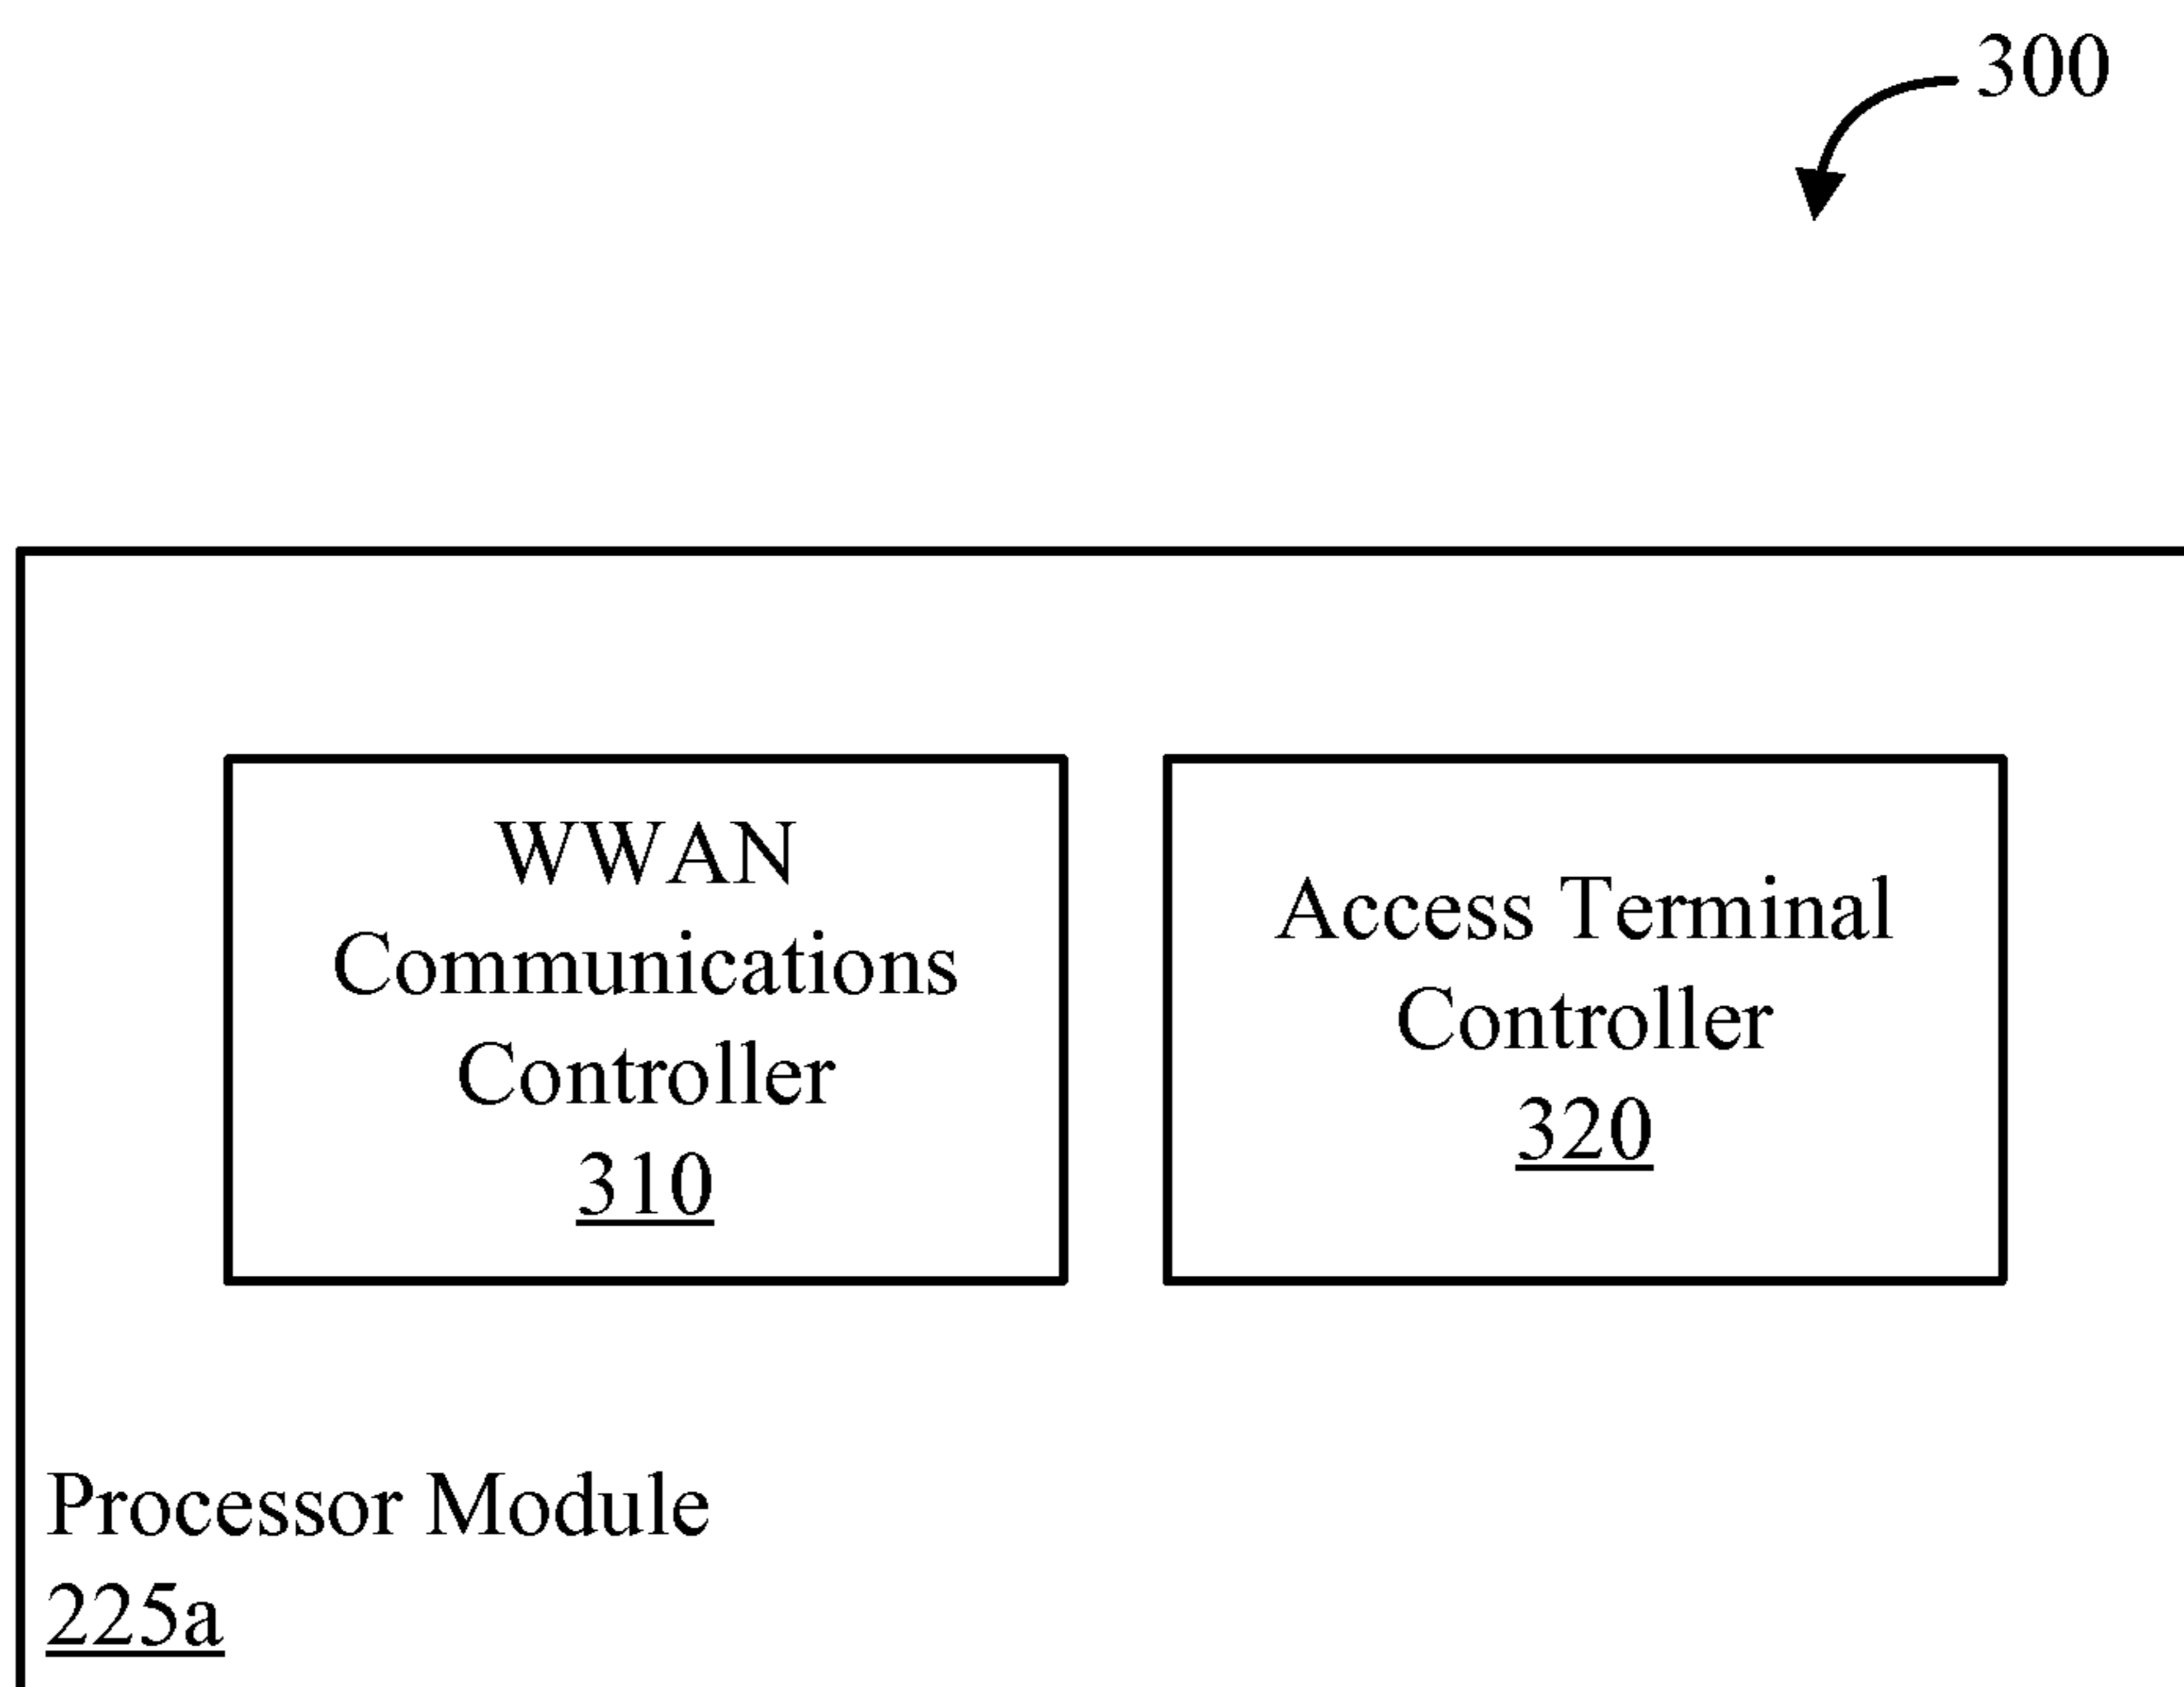 300
WWAN
Communications
Controller
310
Access Terminal
Controller
320
Processor Module
225a